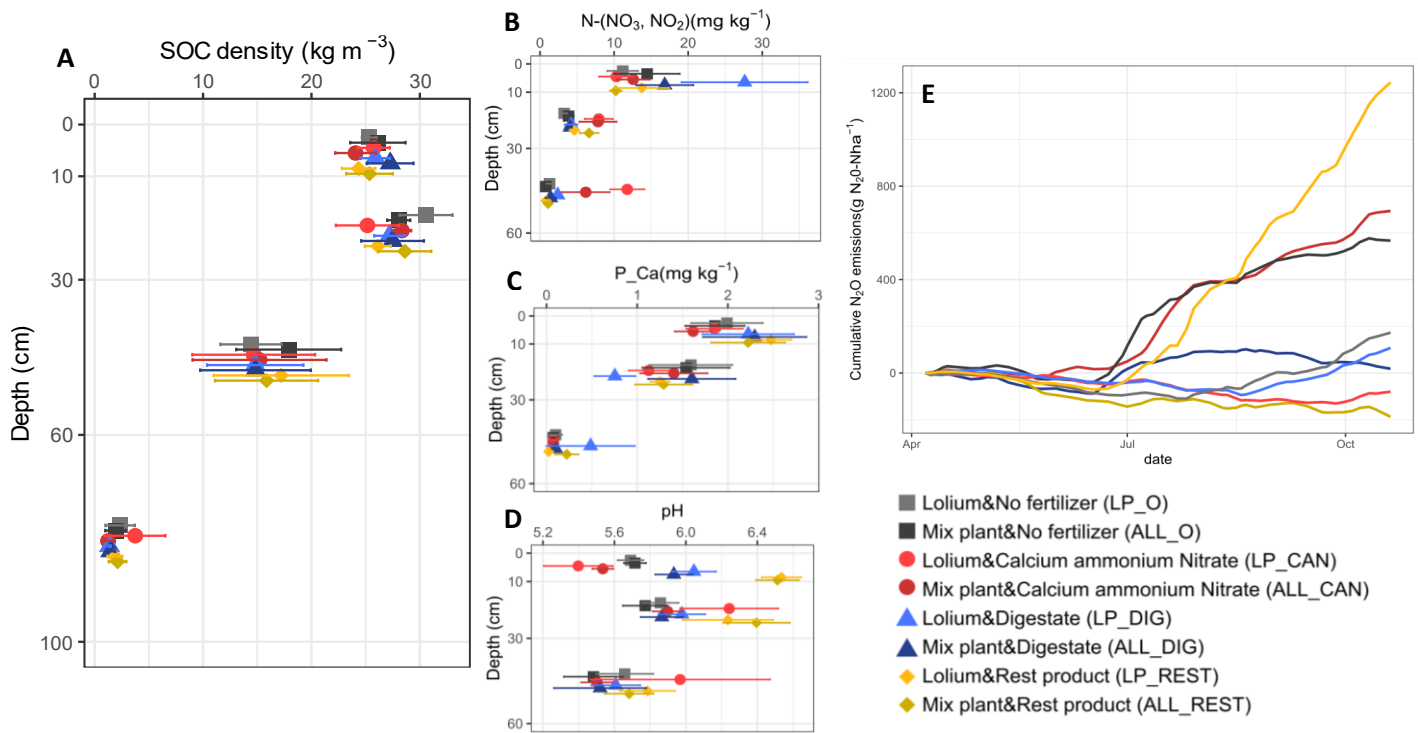 A
SOC density (kg m −3)
0 10 20 30
Depth (cm)
0
10
30
60
100
B
N-(NO3, NO2)(mg kg−1)
0 10 20 30
Depth (cm)
0
10
30
60
C
P_Ca(mg kg−1)
0 1 2 3
Depth (cm)
0
10
30
60
D
pH
5.2 5.6 6.0 6.4
Depth (cm)
0
10
30
60
E
Cumulative N2O emissions(g N20-Nha−1)
1200
800
400
0
Apr Jul Oct
date
Lolium&No fertilizer (LP_O)
Mix plant&No fertilizer (ALL_O)
Lolium&Calcium ammonium Nitrate (LP_CAN)
Mix plant&Calcium ammonium Nitrate (ALL_CAN)
Lolium&Digestate (LP_DIG)
Mix plant&Digestate (ALL_DIG)
Lolium&Rest product (LP_REST)
Mix plant&Rest product (ALL_REST)